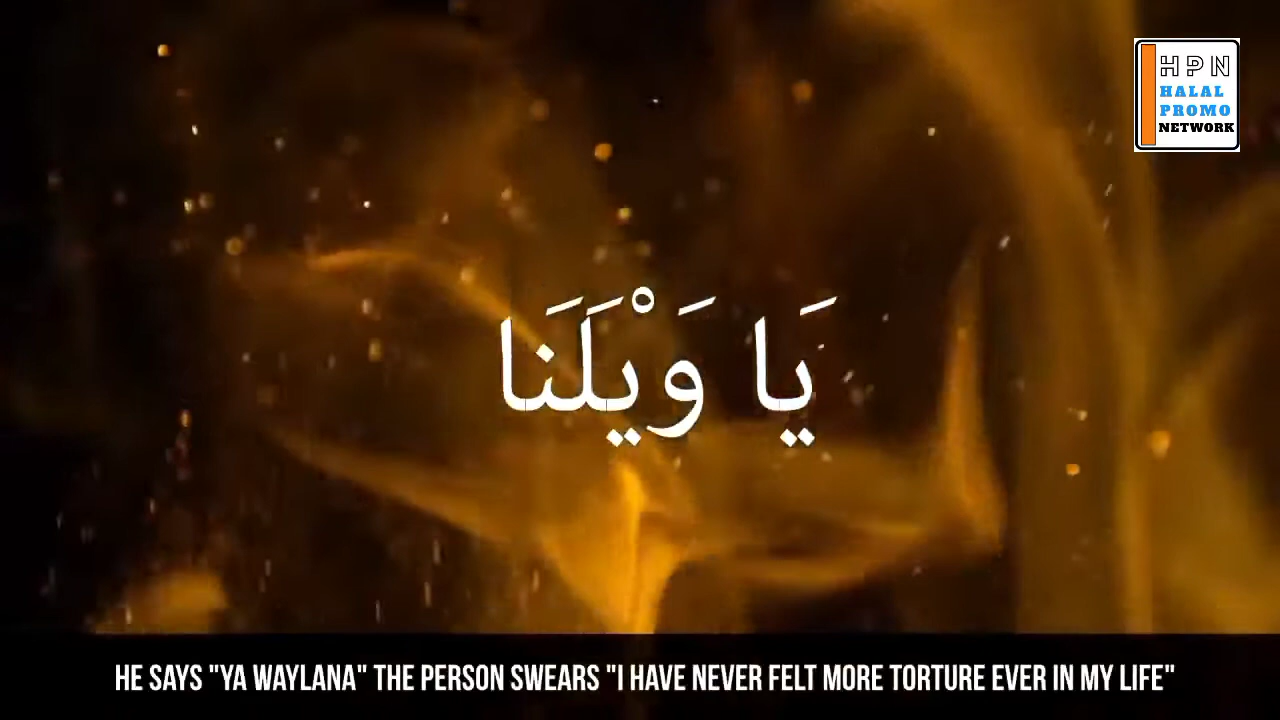 HPN
HALAL
PROMO
NETWORK
يَا وَيْلَنَا
HE SAYS "YA WAYLANA" THE PERSON SWEARS "I HAVE NEVER FELT MORE TORTURE EVER IN MY LIFE"